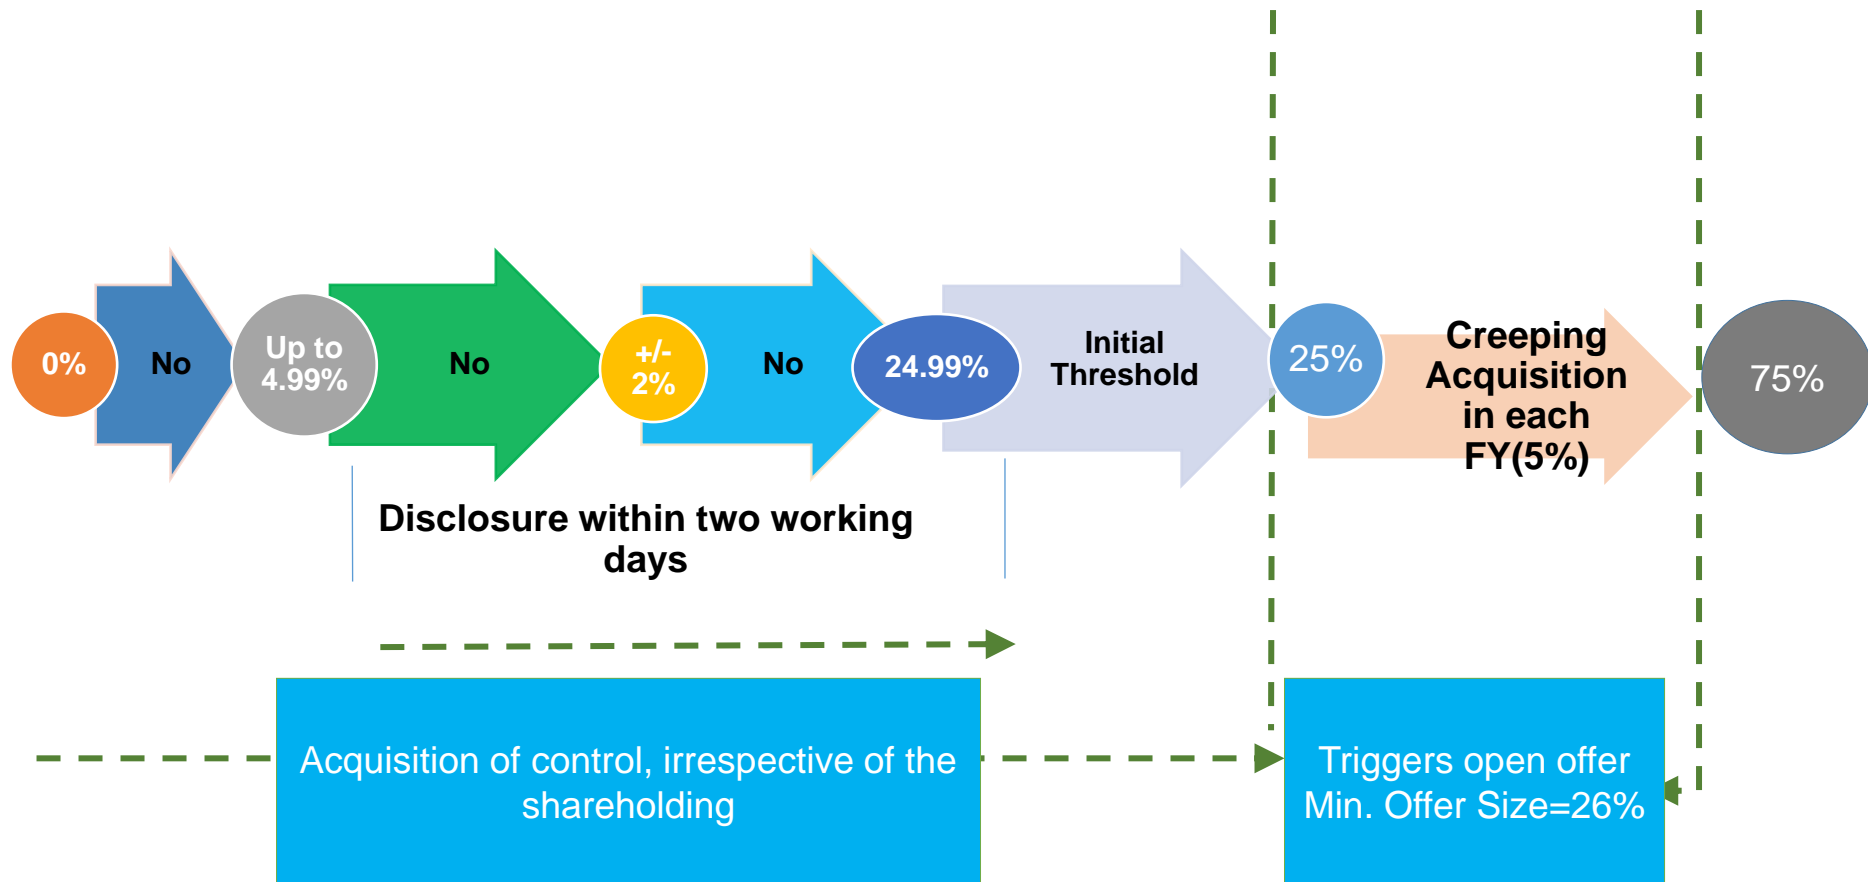 0%
No
Up to
4.99%
No
+/-
2%
No
24.99%
Initial
Threshold
25%
Creeping
Acquisition
in each
FY(5%)
75%
Disclosure within two working
days
Acquisition of control, irrespective of the
shareholding
Triggers open offer
Min. Offer Size=26%